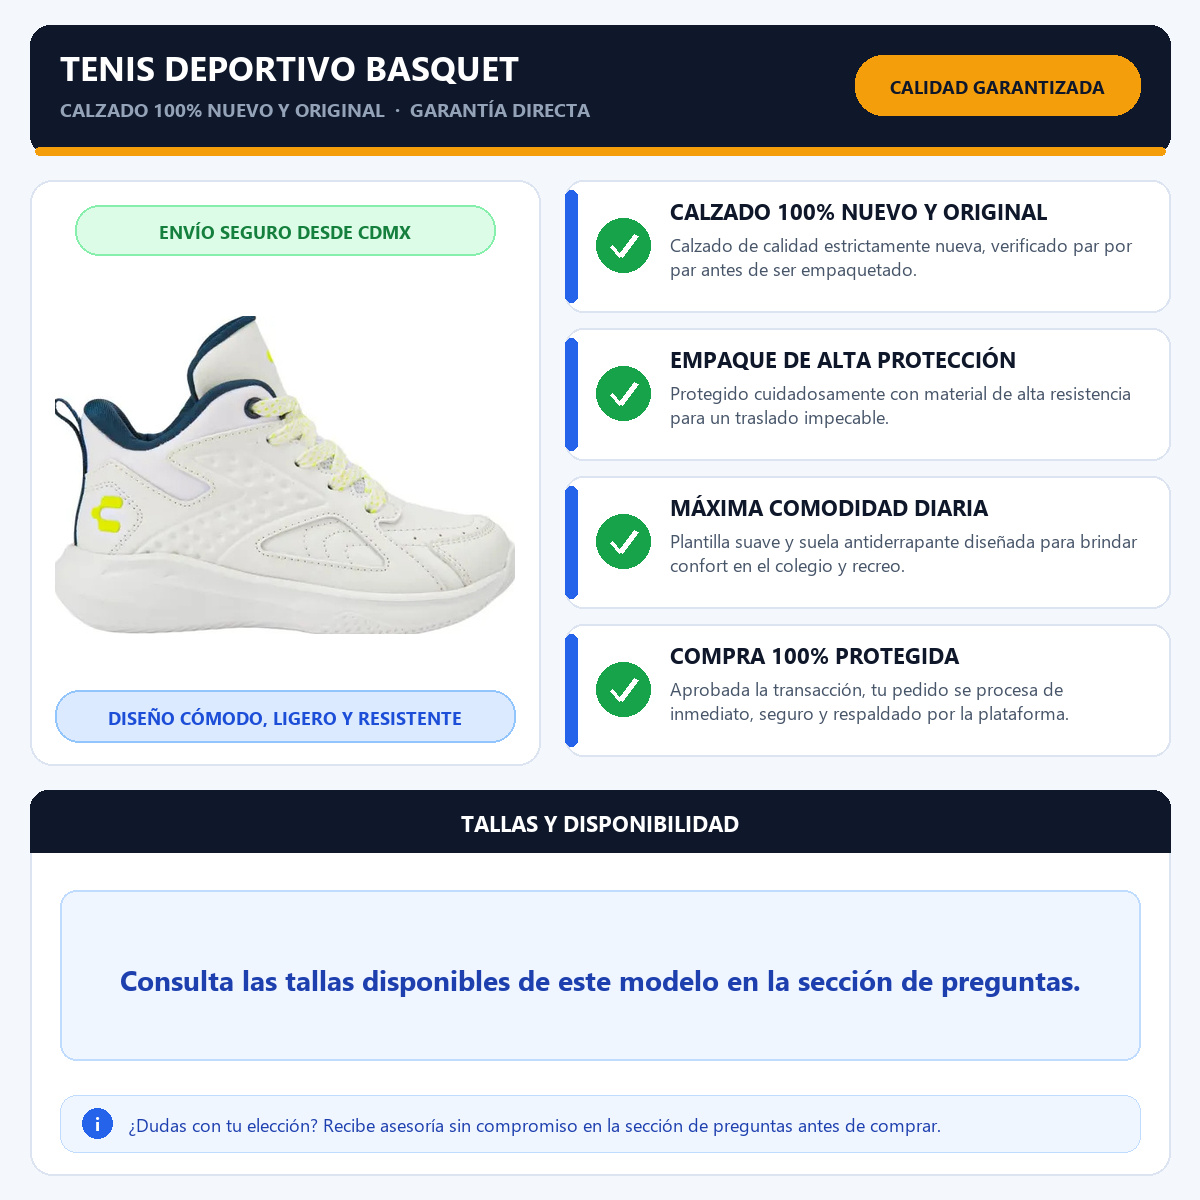 TENIS DEPORTIVO BASQUET
CALZADO 100% NUEVO Y ORIGINAL · GARANTÍA DIRECTA
CALIDAD GARANTIZADA
ENVÍO SEGURO DESDE CDMX
DISEÑO CÓMODO, LIGERO Y RESISTENTE
CALZADO 100% NUEVO Y ORIGINAL
Calzado de calidad estrictamente nueva, verificado par por
par antes de ser empaquetado.
EMPAQUE DE ALTA PROTECCIÓN
Protegido cuidadosamente con material de alta resistencia
para un traslado impecable.
MÁXIMA COMODIDAD DIARIA
Plantilla suave y suela antiderrapante diseñada para brindar
confort en el colegio y recreo.
COMPRA 100% PROTEGIDA
Aprobada la transacción, tu pedido se procesa de
inmediato, seguro y respaldado por la plataforma.
TALLAS Y DISPONIBILIDAD
Consulta las tallas disponibles de este modelo en la sección de preguntas.
i
¿Dudas con tu elección? Recibe asesoría sin compromiso en la sección de preguntas antes de comprar.